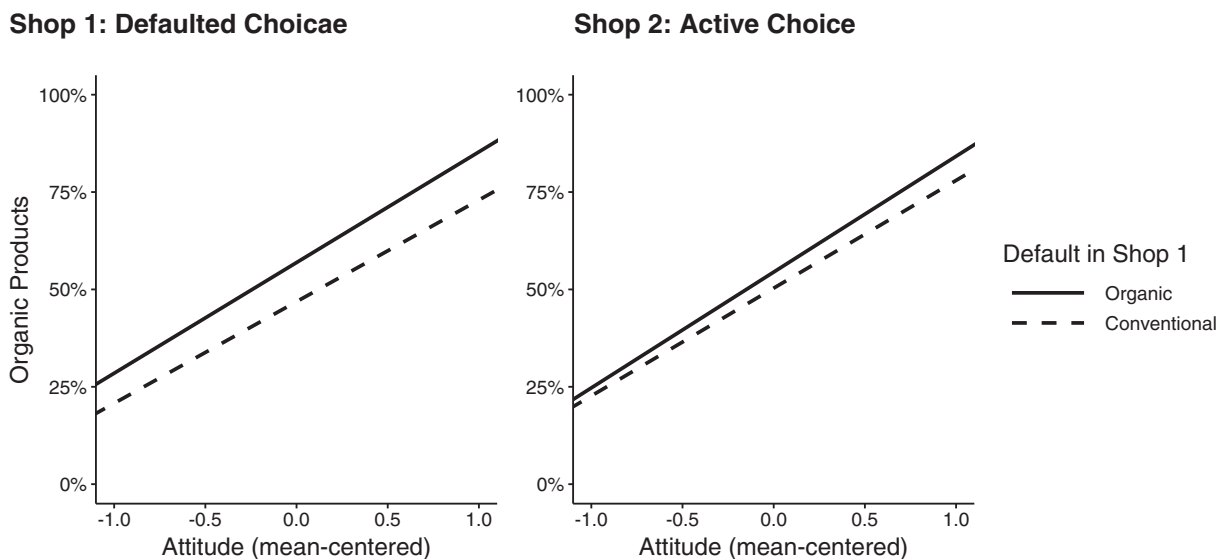 Shop 1: Defaulted Choicae
Shop 2: Active Choice
Organic Products
100%
75%
50%
25%
0%
-1.0 -0.5 0.0 0.5 1.0
Attitude (mean-centered)
100%
75%
50%
25%
0%
-1.0 -0.5 0.0 0.5 1.0
Attitude (mean-centered)
Default in Shop 1
Organic
Conventional